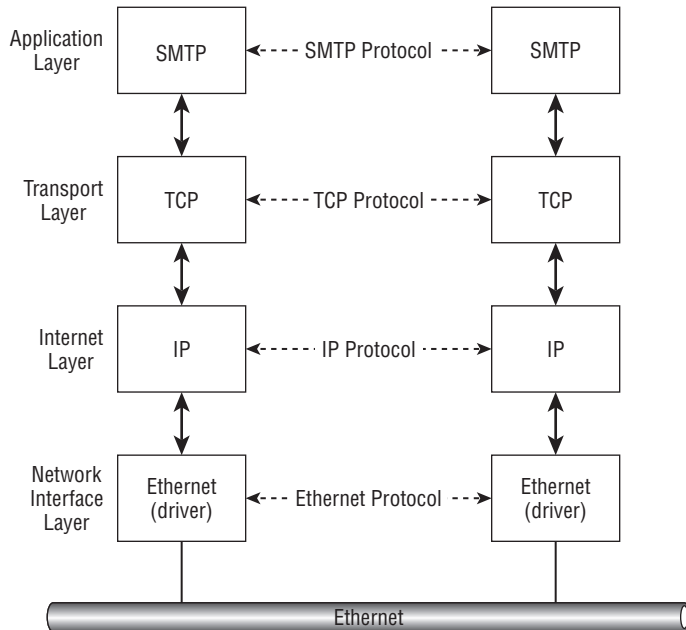 Application
Layer
SMTP
SMTP Protocol
SMTP
Transport
Layer
TCP
TCP Protocol
TCP
Internet
Layer
IP
IP Protocol
IP
Network
Interface
Layer
Ethernet
(driver)
Ethernet Protocol
Ethernet
(driver)
Ethernet